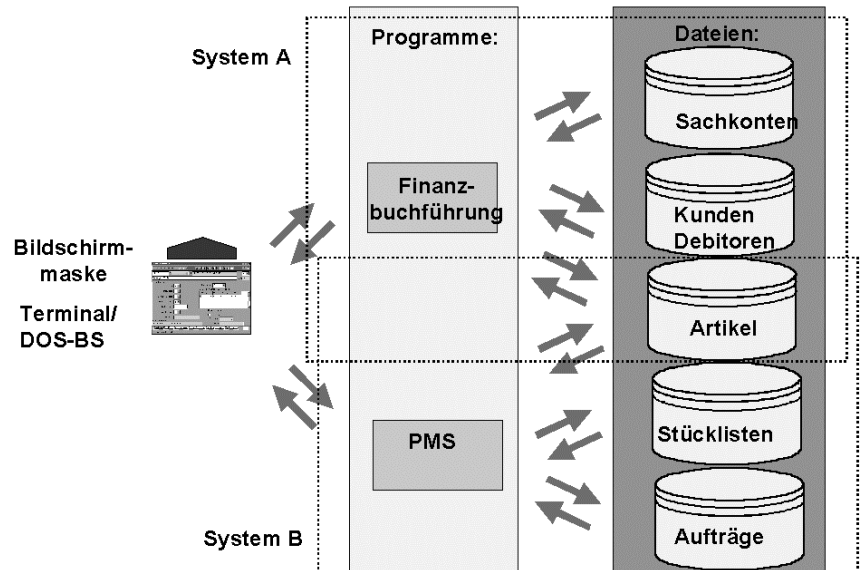 Programme:
Dateien:
System A
Sachkonten
Finanz-
buchführung
Kunden
Debitoren
Bildschirm-
maske
Terminal/
DOS-BS
Artikel
PMS
Stücklisten
System B
Aufträge